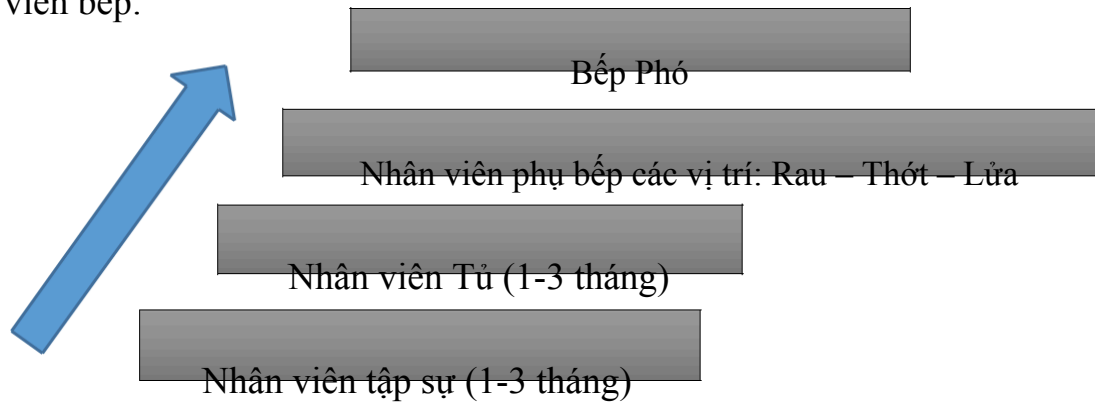 viên bếp:
Bếp Phó
Nhân viên phụ bếp các vị trí: Rau – Thớt – Lửa
Nhân viên Tủ (1-3 tháng)
Nhân viên tập sự (1-3 tháng)